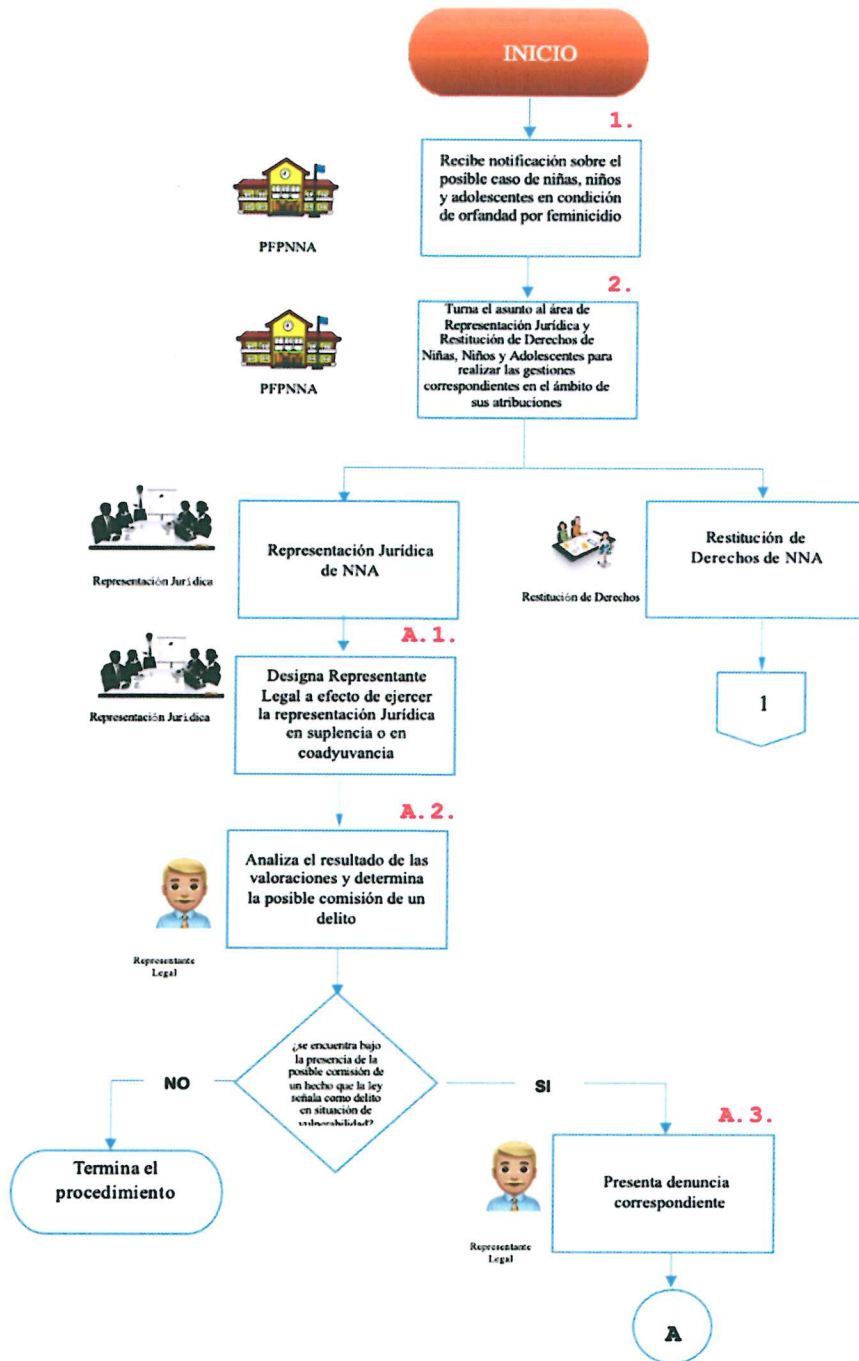 INICIO
1.
Recibe notificación sobre el
posible caso de niñas, niños
y adolescentes en condición
de orfandad por feminicidio
PFPNNA
2.
Turna el asunto al área de
Representación Jurídica y
Restitución de Derechos de
Niñas, Niños y Adolescentes para
realizar las gestiones
correspondientes en el ámbito de
sus atribuciones
PFPNNA
Representación Jurídica
de NNA
Representación Jurídica
Restitución de
Derechos de NNA
Restitución de Derechos
1
A.1.
Designa Representante
Legal a efecto de ejercer
la representación Jurídica
en suplencia o en
coadyuvancia
Representación Jurídica
A.2.
Analiza el resultado de las
valoraciones y determina
la posible comisión de un
delito
Representante
Legal
¿se encuentra bajo
la presencia de la
posible comisión de
un hecho que la ley
señala como delito
en situación de
vulnerabilidad?
NO
SI
Termina el
procedimiento
A.3.
Presenta denuncia
correspondiente
Representante
Legal
A